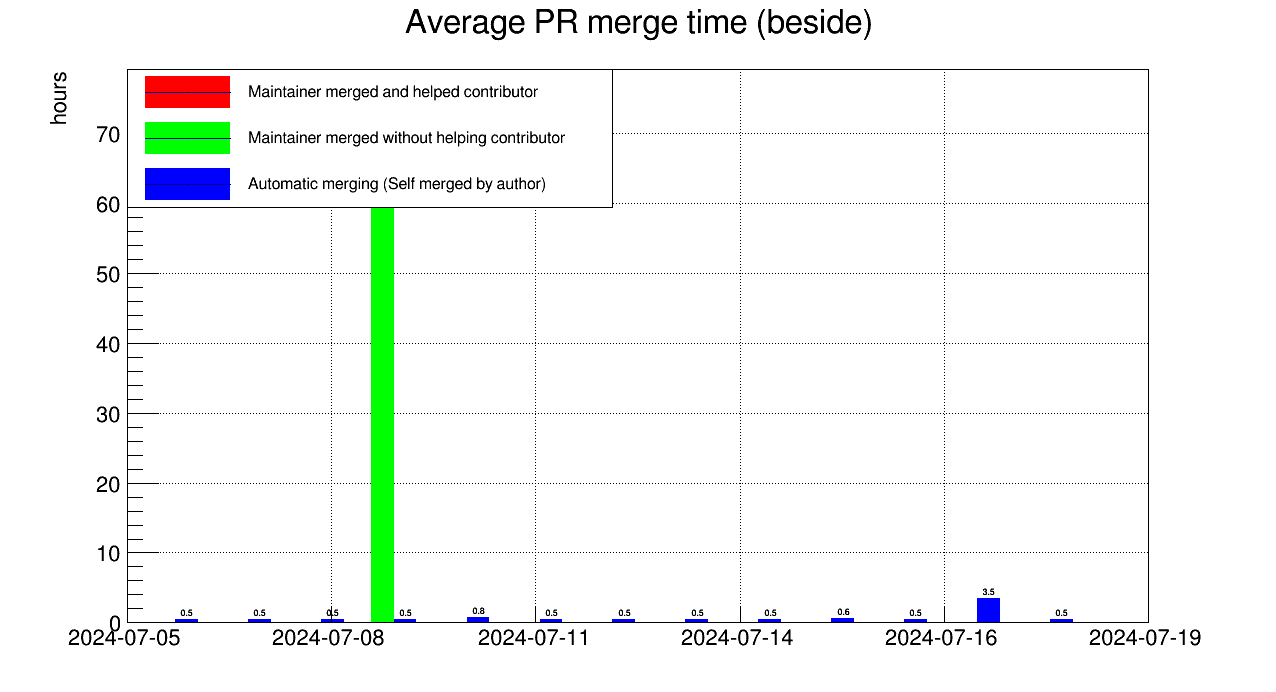 Average PR merge time (beside)
hours
Maintainer merged and helped contributor
Maintainer merged without helping contributor
Automatic merging (Self merged by author)
70
60
50
40
30
20
10
0
0.5 0.5 0.5 0.5 0.8 0.5 0.5 0.5 0.5 0.6 0.5 3.5 0.5
2024-07-05 2024-07-08 2024-07-11 2024-07-14 2024-07-16 2024-07-19